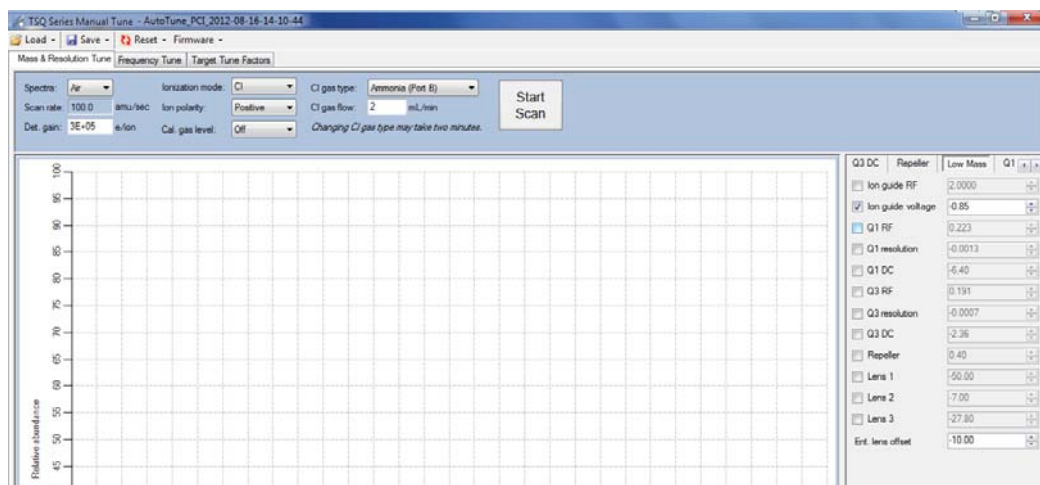 TSQ Series Manual Tune - AutoTune_PCI_2012-08-16-14-10-44
Load - Save - Reset - Firmware -
Mass & Resolution Tune Frequency Tune Target Tune Factors
Spectra: Air Ionization mode: CI CI gas type: Ammonia (Port B)
Scan rate: 100.0 amu/sec Ion polarity: Positive CI gas flow: 2 mL/min
Det. gain: 3E+05 e/ion Cal. gas level: Off Changing CI gas type may take two minutes.
Start
Scan
100
95
90
85
80
75
70
65
60
55
50
45
Relative abundance
Q3 DC Repeller Low Mass Q1
Ion guide RF 2.0000
Ion guide voltage -0.85
Q1 RF 0.223
Q1 resolution -0.0013
Q1 DC -6.40
Q3 RF 0.191
Q3 resolution -0.0007
Q3 DC -2.36
Repeller 0.40
Lens 1 -50.00
Lens 2 -7.00
Lens 3 -27.80
Ent. lens offset -10.00